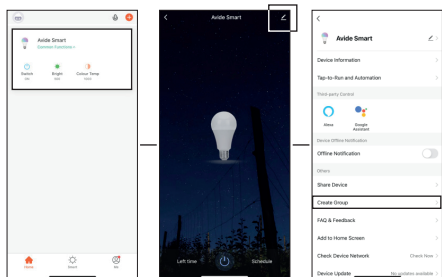 Avide Smart
Common Functions >
Switch
Bright
Colour Temp
Home
Smart
Me
Avide Smart
Left time
Schedule
Avide Smart
Device Information
Tap-to-Run and Automation
Third-party Control
Alexa
Google
Assistant
Device Offline Notification
Offline Notification
Others
Share Device
Create Group
FAQ & Feedback
Add to Home Screen
Check Device Network
Check Now
Device Update
No updates available